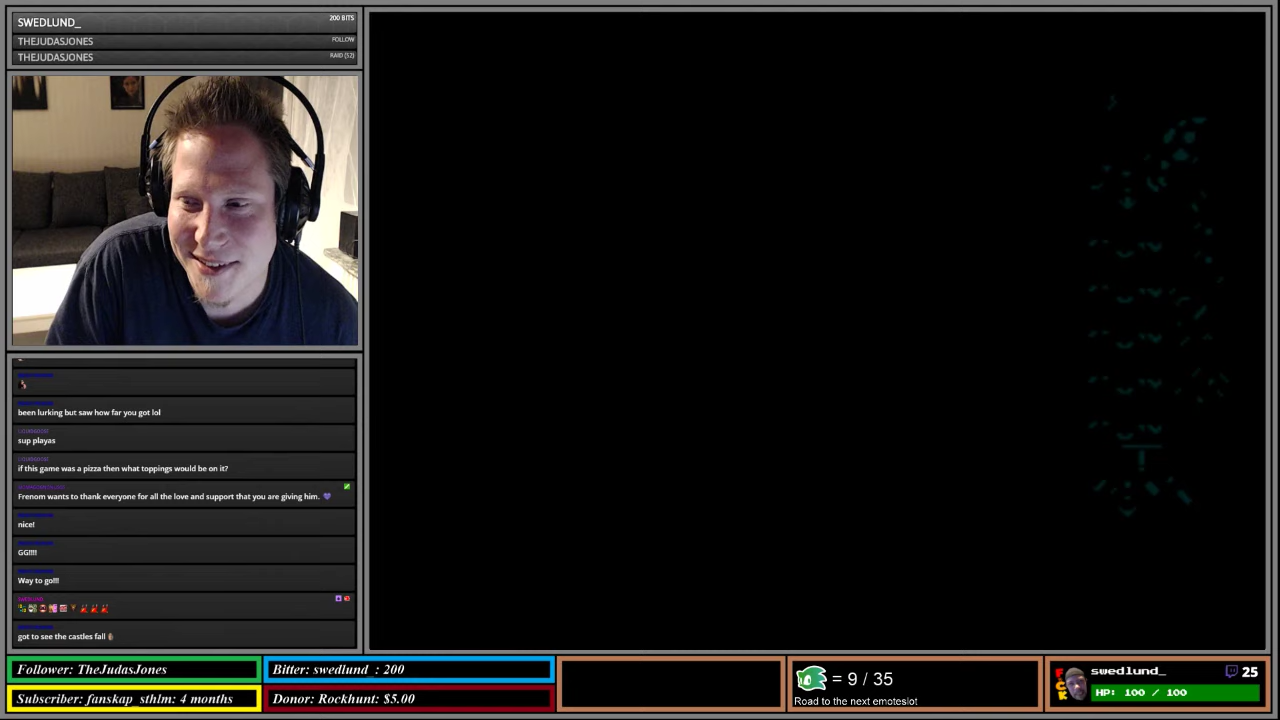 SWEDLUND_
200 BITS
THEJUDASJONES
FOLLOW
THEJUDASJONES
RAID (52)
been lurking but saw how far you got lol
sup playas
if this game was a pizza then what toppings would be on it?
Frenom wants to thank everyone for all the love and support that you are giving him. 💜
nice!
GG!!!!
Way to go!!!
SWEDLUND_
got to see the castles fall
Follower: TheJudasJones
Bitter: swedlund_: 200
Subscriber: fanskap_sthlm: 4 months
Donor: Rockhunt: $5.00
= 9 / 35
Road to the next emoteslot
swedlund_
25
HP: 100 / 100